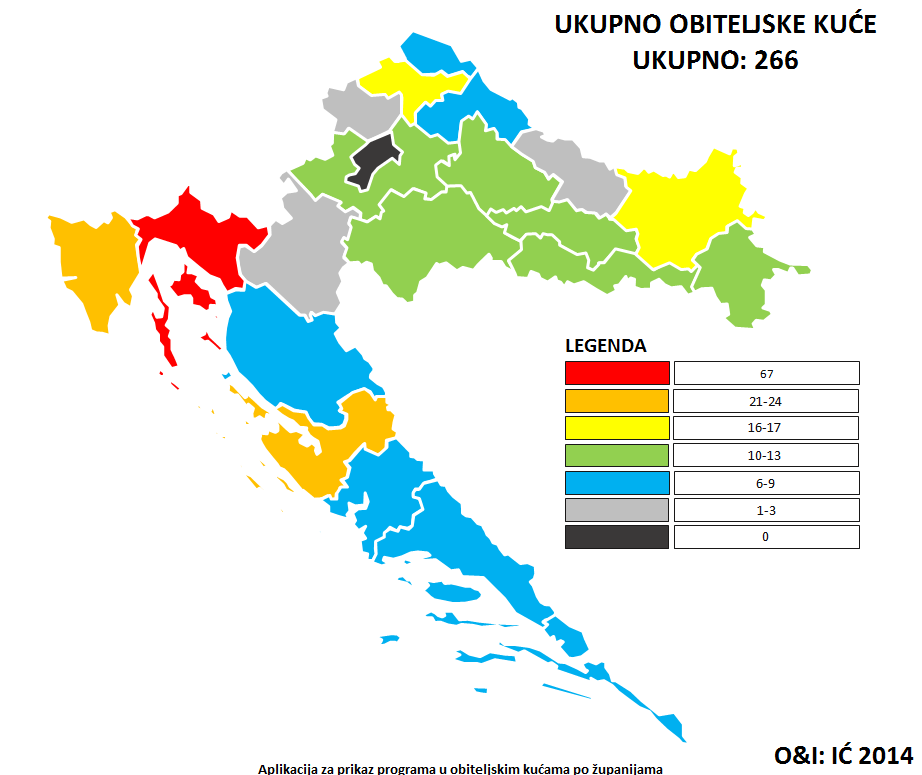 UKUPNO OBITELJSKE KUĆE
UKUPNO: 266
LEGENDA
67
21-24
16-17
10-13
6-9
1-3
0
O&I: IĆ 2014
Aplikacija za prikaz programa u obiteljskim kućama po županijama